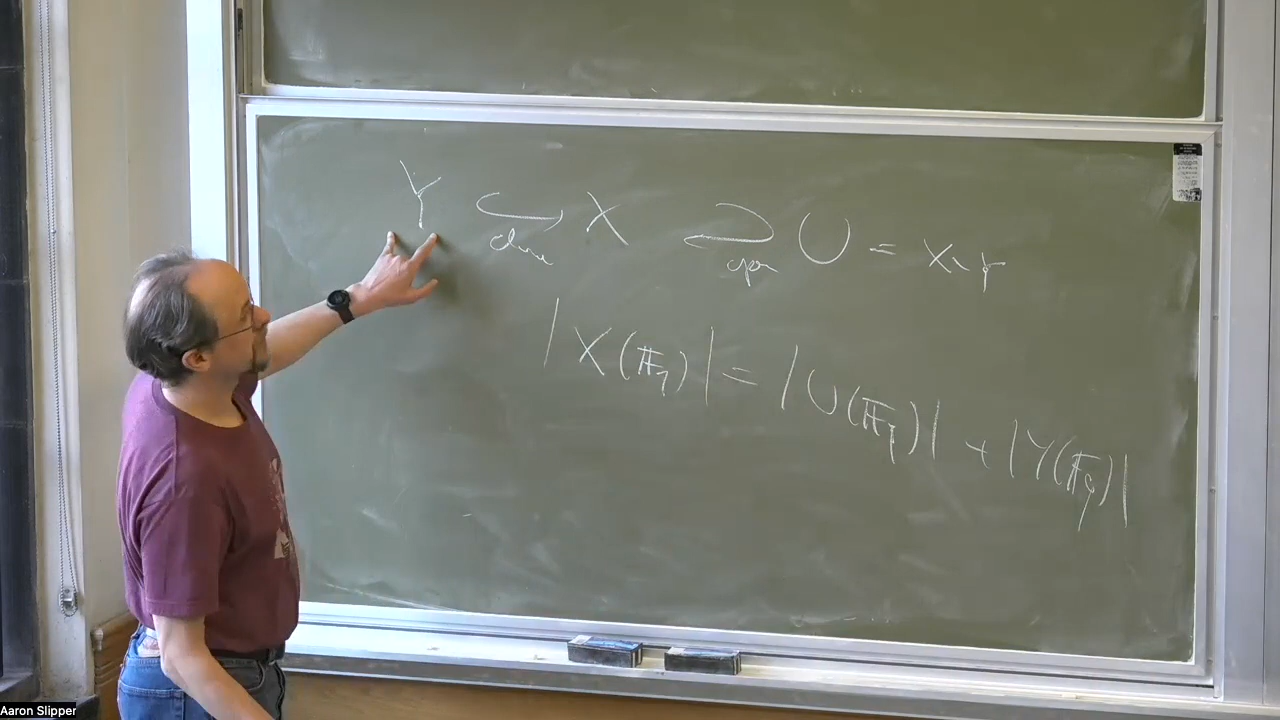 Y ↪ X ↩ U = X∖Y
closed open
|X(𝔽_q)| = |U(𝔽_q)| + |Y(𝔽_q)|
Aaron Slipper